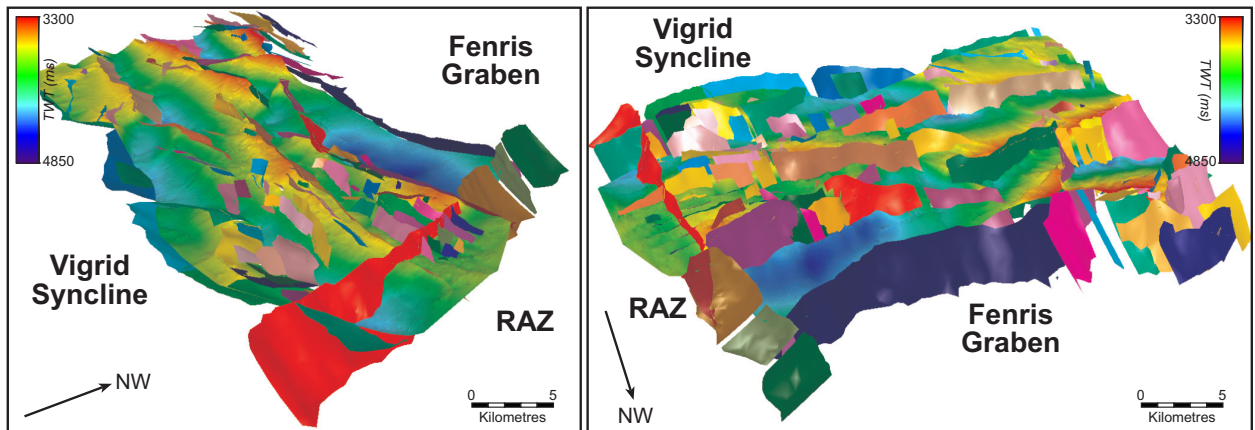 3300
TWT (ms)
4850
Fenris
Graben
Vigrid
Syncline
RAZ
NW
0 5
Kilometres
Vigrid
Syncline
3300
TWT (ms)
4850
RAZ
Fenris
Graben
NW
0 5
Kilometres